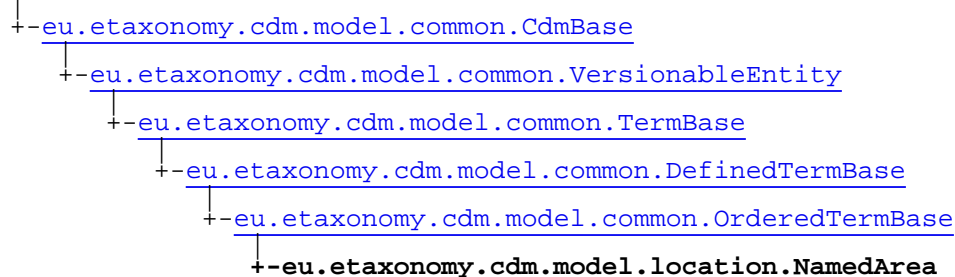 +-eu.etaxonomy.cdm.model.common.CdmBase
+-eu.etaxonomy.cdm.model.common.VersionableEntity
+-eu.etaxonomy.cdm.model.common.TermBase
+-eu.etaxonomy.cdm.model.common.DefinedTermBase
+-eu.etaxonomy.cdm.model.common.OrderedTermBase
+-eu.etaxonomy.cdm.model.location.NamedArea